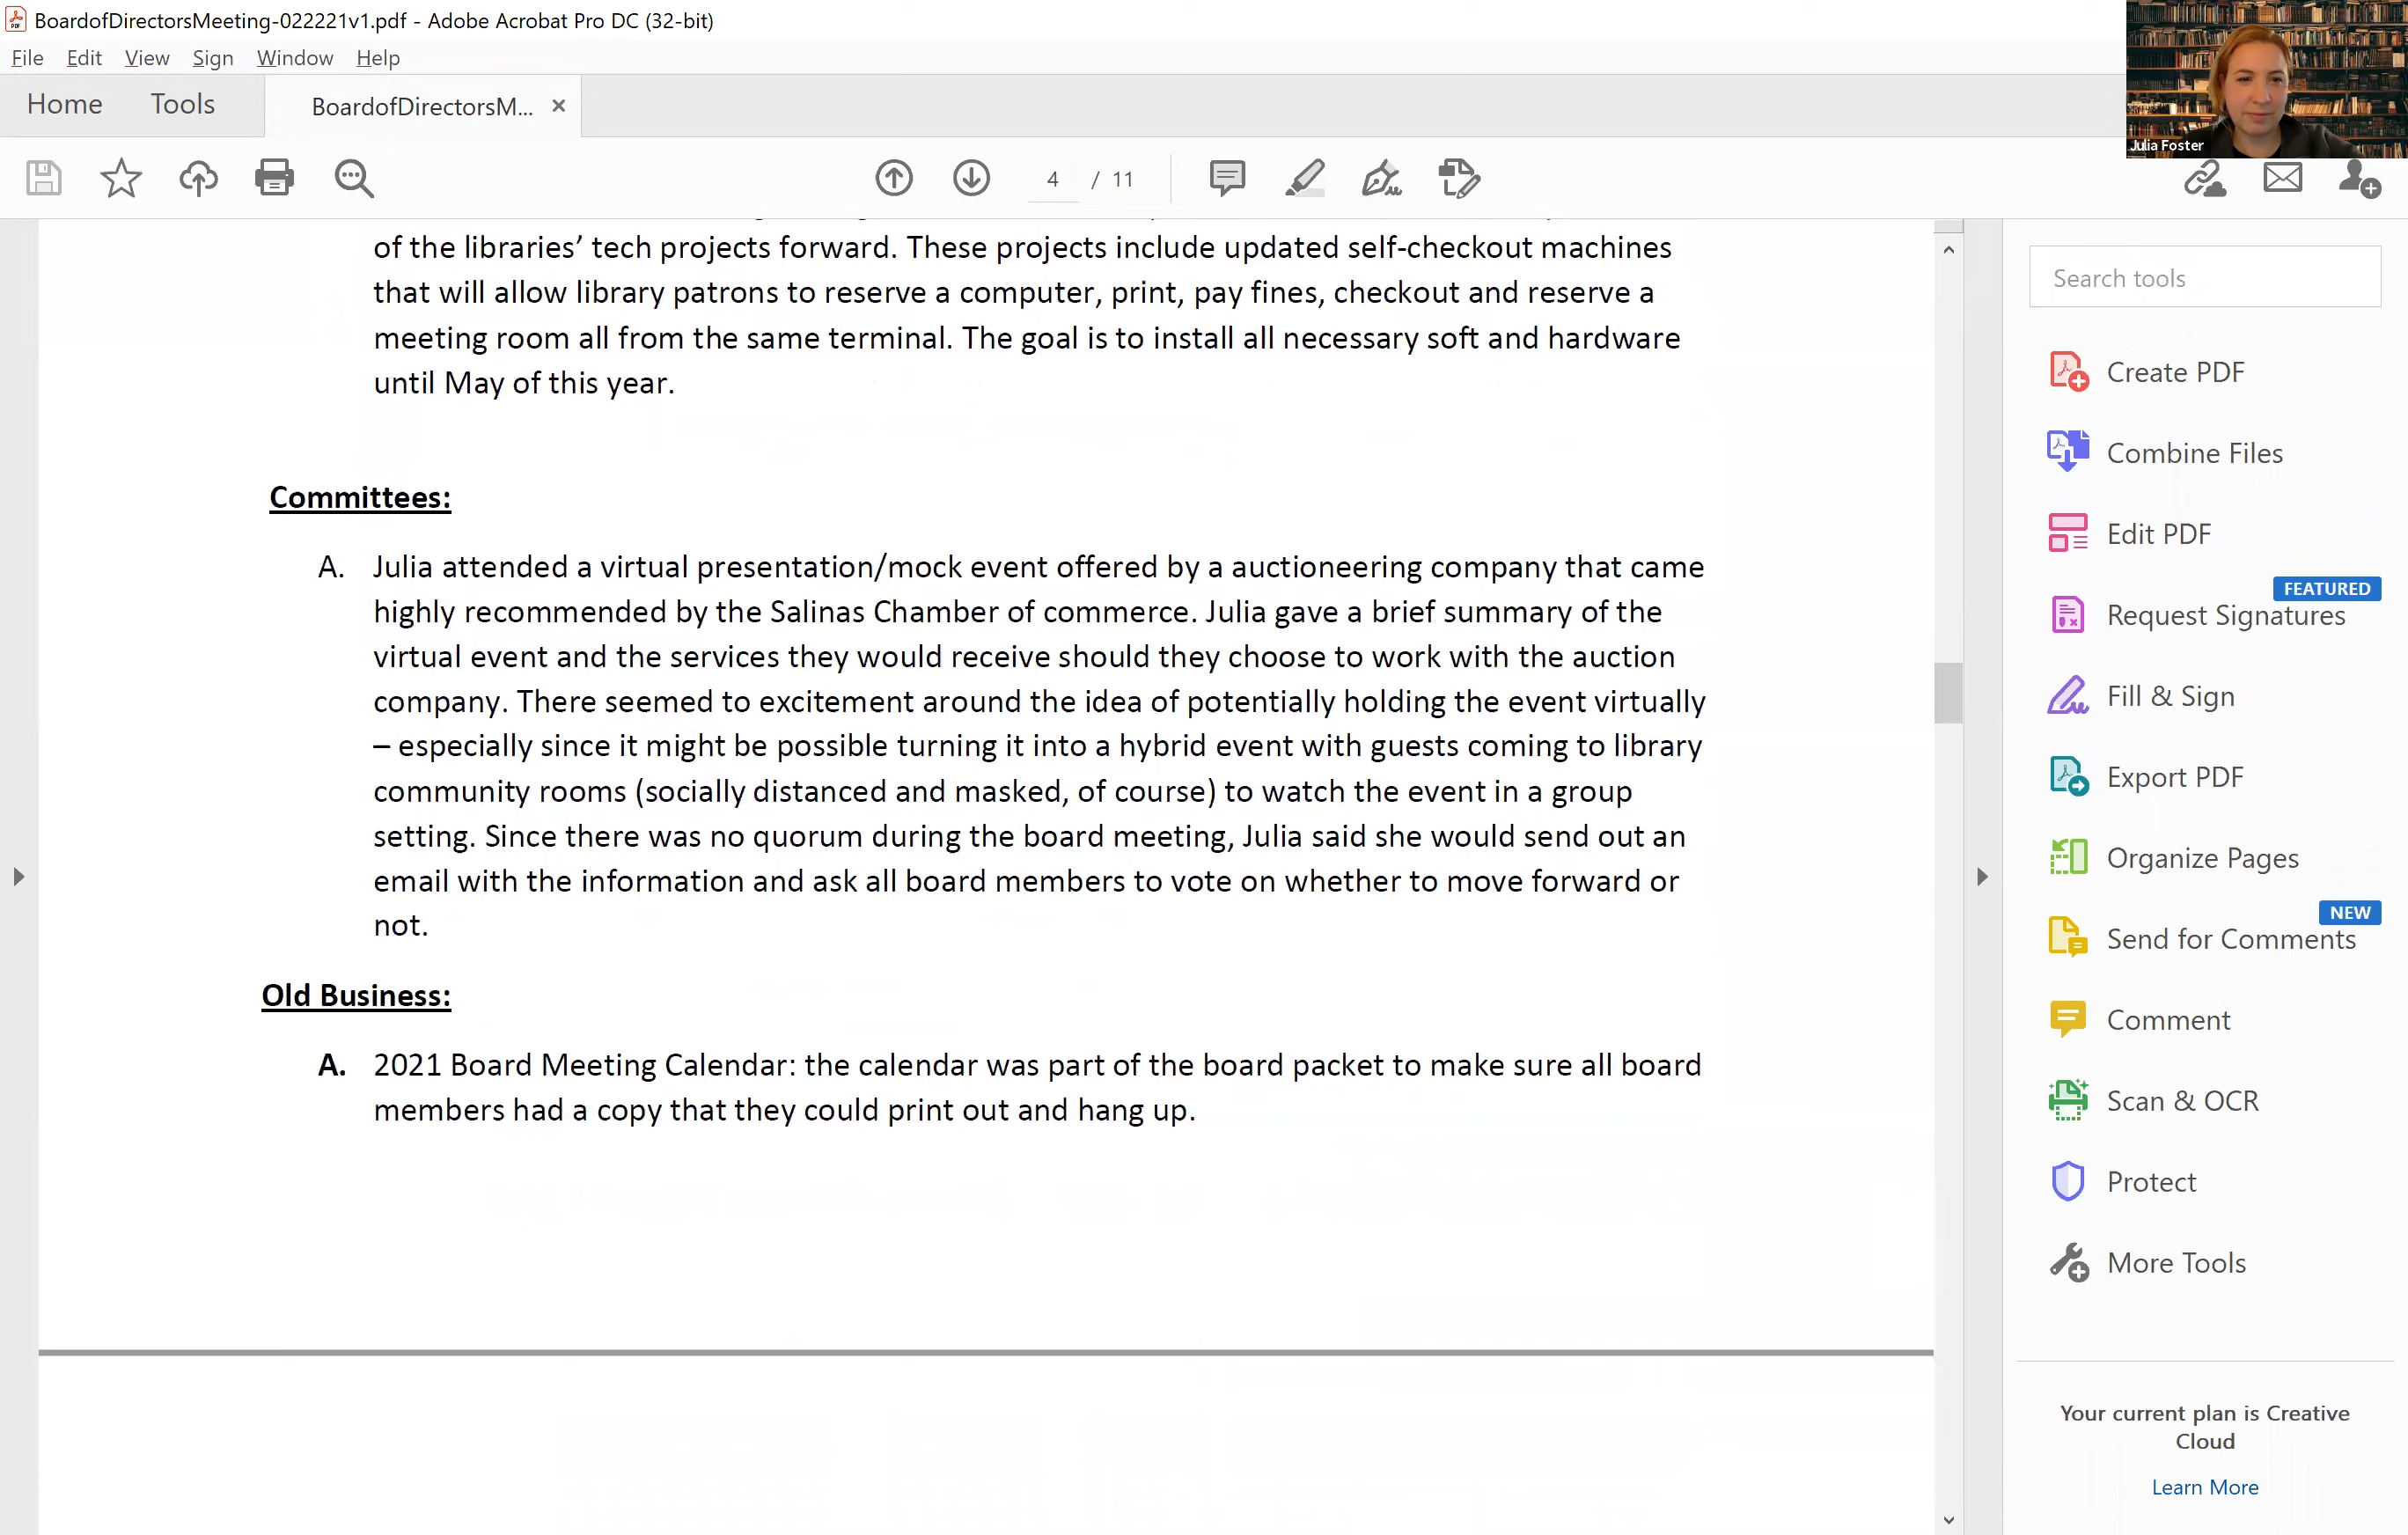 BoardofDirectorsMeeting-022221v1.pdf - Adobe Acrobat Pro DC (32-bit)
File Edit View Sign Window Help
Home Tools BoardofDirectorsM... ×
4 / 11
Julia Foster
of the libraries’ tech projects forward. These projects include updated self-checkout machines
that will allow library patrons to reserve a computer, print, pay fines, checkout and reserve a
meeting room all from the same terminal. The goal is to install all necessary soft and hardware
until May of this year.
Committees:
A. Julia attended a virtual presentation/mock event offered by a auctioneering company that came
highly recommended by the Salinas Chamber of commerce. Julia gave a brief summary of the
virtual event and the services they would receive should they choose to work with the auction
company. There seemed to excitement around the idea of potentially holding the event virtually
– especially since it might be possible turning it into a hybrid event with guests coming to library
community rooms (socially distanced and masked, of course) to watch the event in a group
setting. Since there was no quorum during the board meeting, Julia said she would send out an
email with the information and ask all board members to vote on whether to move forward or
not.
Old Business:
A. 2021 Board Meeting Calendar: the calendar was part of the board packet to make sure all board
members had a copy that they could print out and hang up.
Search tools
Create PDF
Combine Files
Edit PDF
FEATURED
Request Signatures
Fill & Sign
Export PDF
Organize Pages
NEW
Send for Comments
Comment
Scan & OCR
Protect
More Tools
Your current plan is Creative
Cloud
Learn More